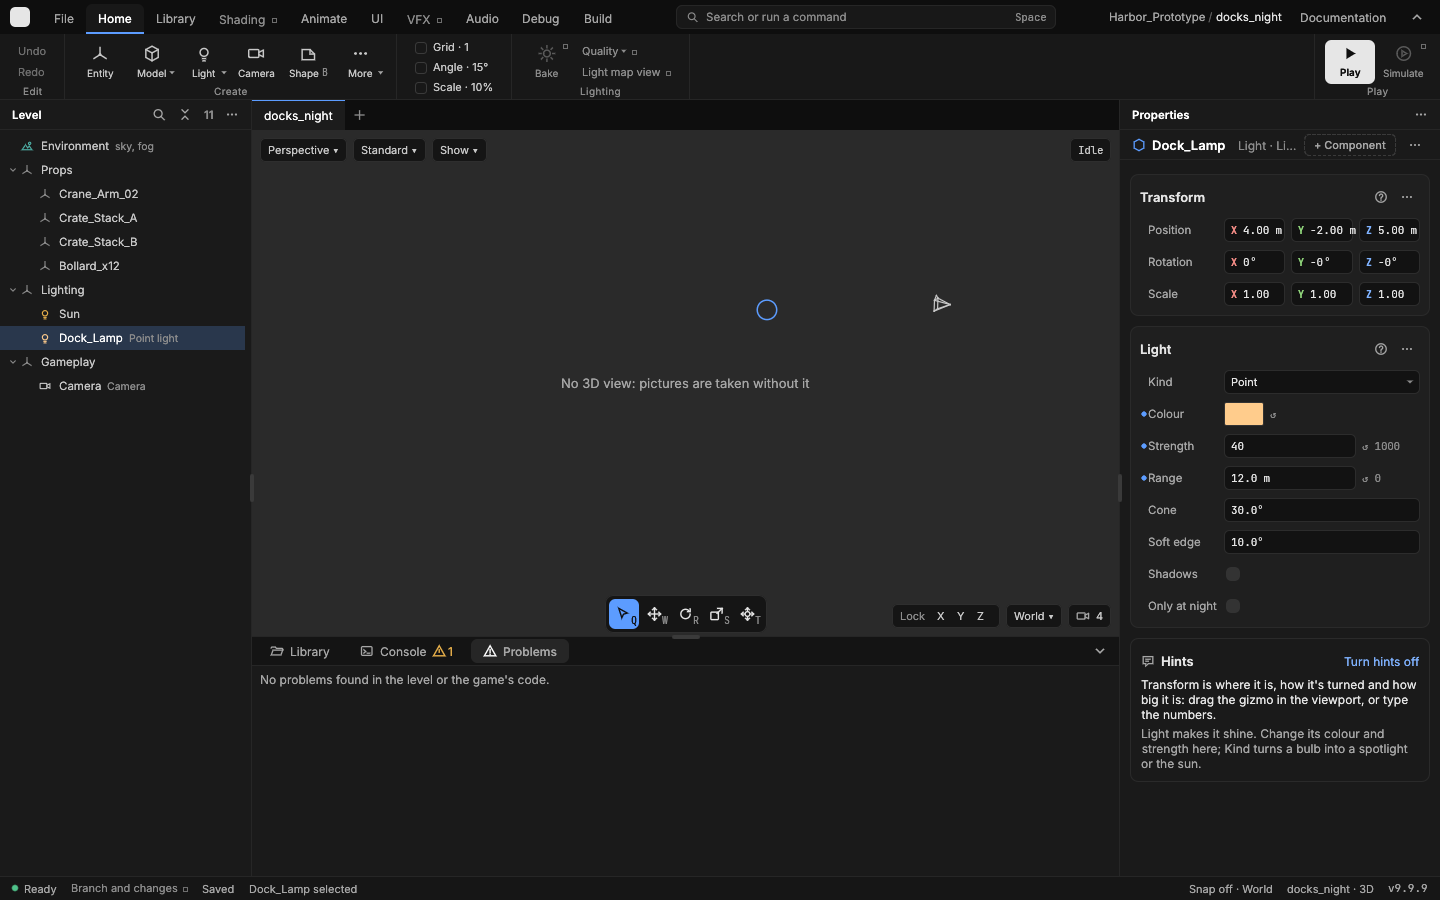 File Home Library Shading Animate UI VFX Audio Debug Build
Search or run a command Space
Harbor_Prototype / docks_night Documentation
Undo
Redo
Edit
Entity Model Light Camera Shape B More
Create
Grid · 1
Angle · 15°
Scale · 10%
Bake
Quality
Light map view
Lighting
Play Simulate
Play
Level 11
docks_night
Properties
Environment sky, fog
Props
Crane_Arm_02
Crate_Stack_A
Crate_Stack_B
Bollard_x12
Lighting
Sun
Dock_Lamp Point light
Gameplay
Camera Camera
Perspective Standard Show
Idle
No 3D view: pictures are taken without it
Q W R S T
Lock X Y Z
World
4
Library Console 1 Problems
No problems found in the level or the game's code.
Dock_Lamp Light · Li... + Component
Transform
Position X 4.00 m Y -2.00 m Z 5.00 m
Rotation X 0° Y -0° Z -0°
Scale X 1.00 Y 1.00 Z 1.00
Light
Kind Point
Colour
Strength 40 1000
Range 12.0 m 0
Cone 30.0°
Soft edge 10.0°
Shadows
Only at night
Hints Turn hints off
Transform is where it is, how it's turned and how
big it is: drag the gizmo in the viewport, or type
the numbers.
Light makes it shine. Change its colour and
strength here; Kind turns a bulb into a spotlight
or the sun.
Ready Branch and changes Saved Dock_Lamp selected
Snap off · World docks_night · 3D v9.9.9